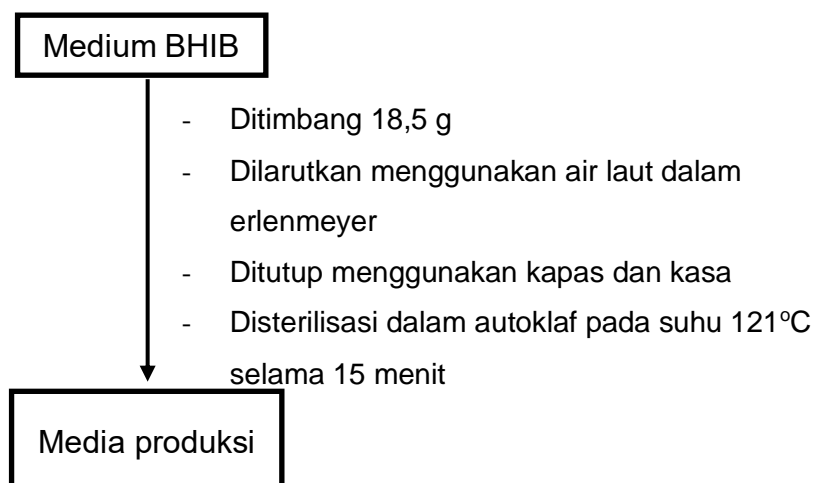 Medium BHIB
- Ditimbang 18,5 g
- Dilarutkan menggunakan air laut dalam
erlenmeyer
- Ditutup menggunakan kapas dan kasa
- Disterilisasi dalam autoklaf pada suhu 121°C
selama 15 menit
Media produksi